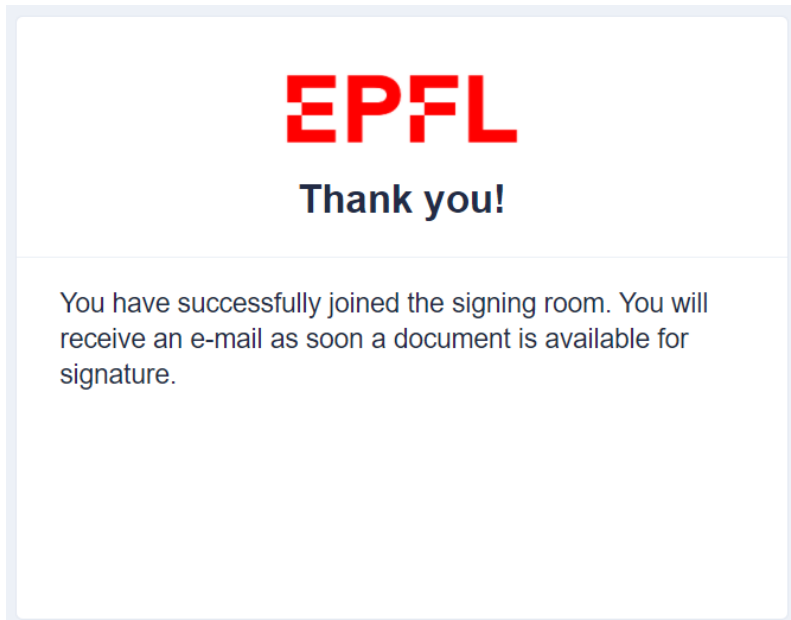 EPFL
Thank you!
You have successfully joined the signing room. You will
receive an e-mail as soon a document is available for
signature.